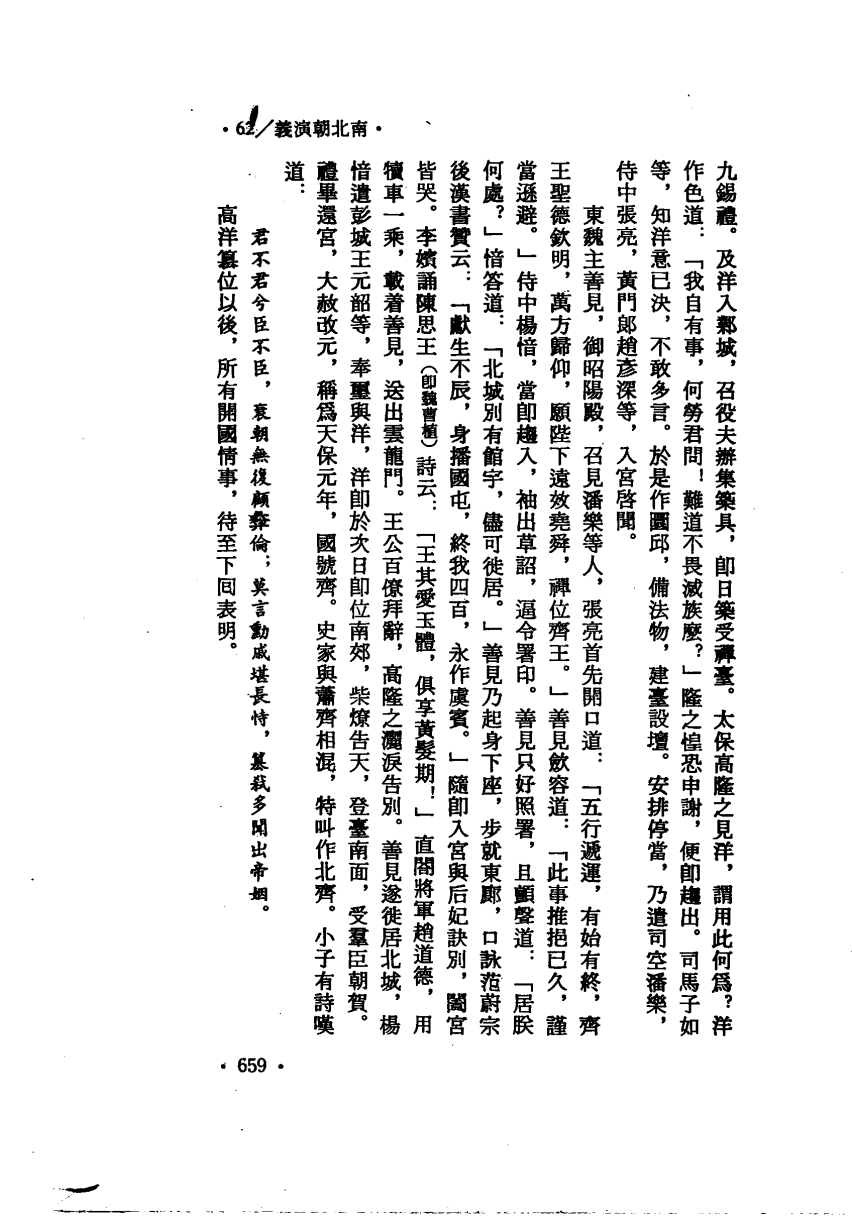 ·62/義演朝北南·
九錫禮。及洋入鄴城，召役夫辦集築具，卽日築受禪臺。太保高隆之見洋，謂用此何爲？洋
作色道：「我自有事，何勞君問！難道不畏滅族麼？」隆之惶恐申謝，便卽趨出。司馬子如
等，知洋意已決，不敢多言。於是作圜邱，備法物，建臺設壇。安排停當，乃遣司空潘樂，
侍中張亮，黃門郎趙彥深等，入宮啓聞。
東魏主善見，御昭陽殿，召見潘樂等人，張亮首先開口道：「五行遞運，有始有終，齊
王聖德欽明，萬方歸仰，願陛下遠效堯舜，禪位齊王。」善見斂容道：「此事推挹已久，謹
當遜避。」侍中楊愔，當卽趨入，袖出草詔，逼令署印。善見只好照署，且顫聲道：「居朕
何處？」愔答道：「北城別有館宇，儘可徙居。」善見乃起身下座，步就東廊，口詠范蔚宗
後漢書贊云：「獻生不辰，身播國屯，終我四百，永作虞賓。」隨卽入宮與后妃訣別，闔宮
皆哭。李嬪誦陳思王（卽魏曹植）詩云：「王其愛玉體，俱享黃髮期！」直閤將軍趙道德，用
犢車一乘，載着善見，送出雲龍門。王公百僚拜辭，高隆之灑淚告別。善見遂徙居北城，楊
愔遣彭城王元韶等，奉璽與洋，洋卽於次日卽位南郊，柴燎告天，登臺南面，受羣臣朝賀。
禮畢還宮，大赦改元，稱爲天保元年，國號齊。史家與蕭齊相混，特叫作北齊。小子有詩嘆
道：
君不君兮臣不臣，衰朝無復顧彝倫；莫言勳戚堪長恃，篡弒多聞出帝姻。
高洋篡位以後，所有開國情事，待至下回表明。
·659·